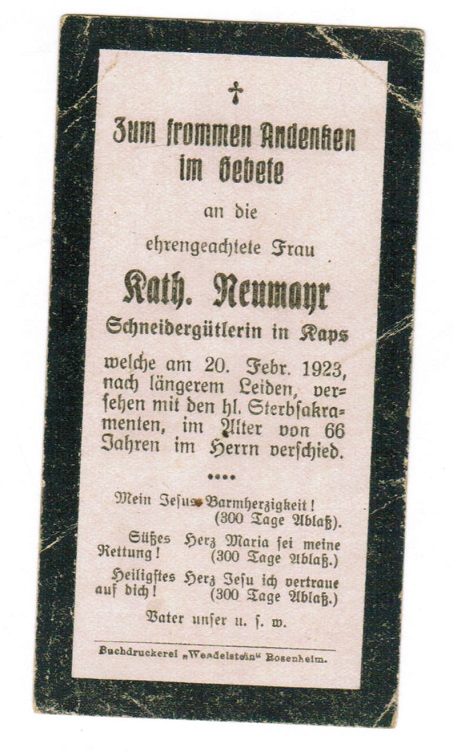 Zum frommen Andenken
im Gebete
an die
ehrengeachtete Frau
Kath. Neumayr
Schneidergütlerin in Kaps
welche am 20. Febr. 1923,
nach längerem Leiden, ver-
sehen mit den hl. Sterbsakra-
menten, im Alter von 66
Jahren im Herrn verschied.
Mein Jesus Barmherzigkeit!
(300 Tage Ablaß).
Süßes Herz Maria sei meine
Rettung! (300 Tage Ablaß.)
Heiligstes Herz Jesu ich vertraue
auf dich! (300 Tage Ablaß.)
Vater unser u. s. w.
Buchdruckerei „Wendelstein" Rosenheim.